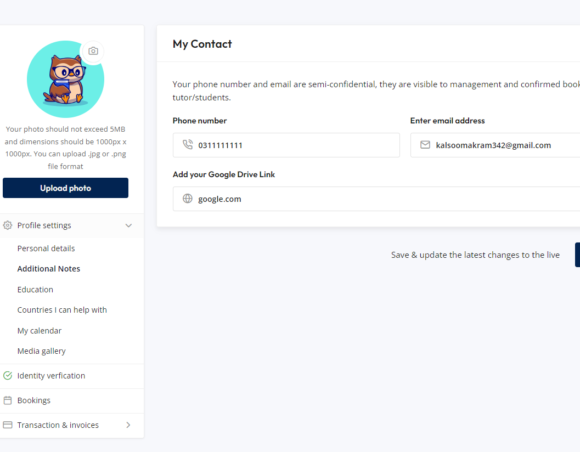 Your photo should not exceed 5MB
and dimensions should be 1000px x
1000px. You can upload .jpg or .png
file format
Upload photo
Profile settings
Personal details
Additional Notes
Education
Countries I can help with
My calendar
Media gallery
Identity verfication
Bookings
Transaction & invoices
My Contact
Your phone number and email are semi-confidential, they are visible to management and confirmed book
tutor/students.
Phone number
Enter email address
0311111111
kalsoomakram342@gmail.com
Add your Google Drive Link
google.com
Save & update the latest changes to the live